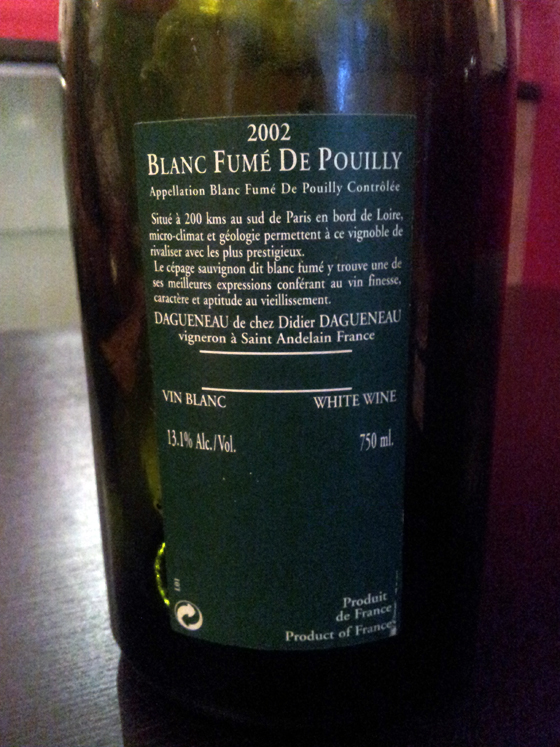 2002
BLANC FUMÉ DE POUILLY
Appellation Blanc Fumé De Pouilly Contrôlée
Situé à 200 kms au sud de Paris en bord de Loire,
micro-climat et géologie permettent à ce vignoble de
rivaliser avec les plus prestigieux.
Le cépage sauvignon dit blanc fumé y trouve une de
ses meilleures expressions conférant au vin finesse,
caractère et aptitude au vieillissement.
DAGUENEAU de chez Didier DAGUENEAU
vigneron à Saint Andelain France
VIN BLANC WHITE WINE
13.1% Alc./Vol. 750 ml.
Produit
de France
Product of France